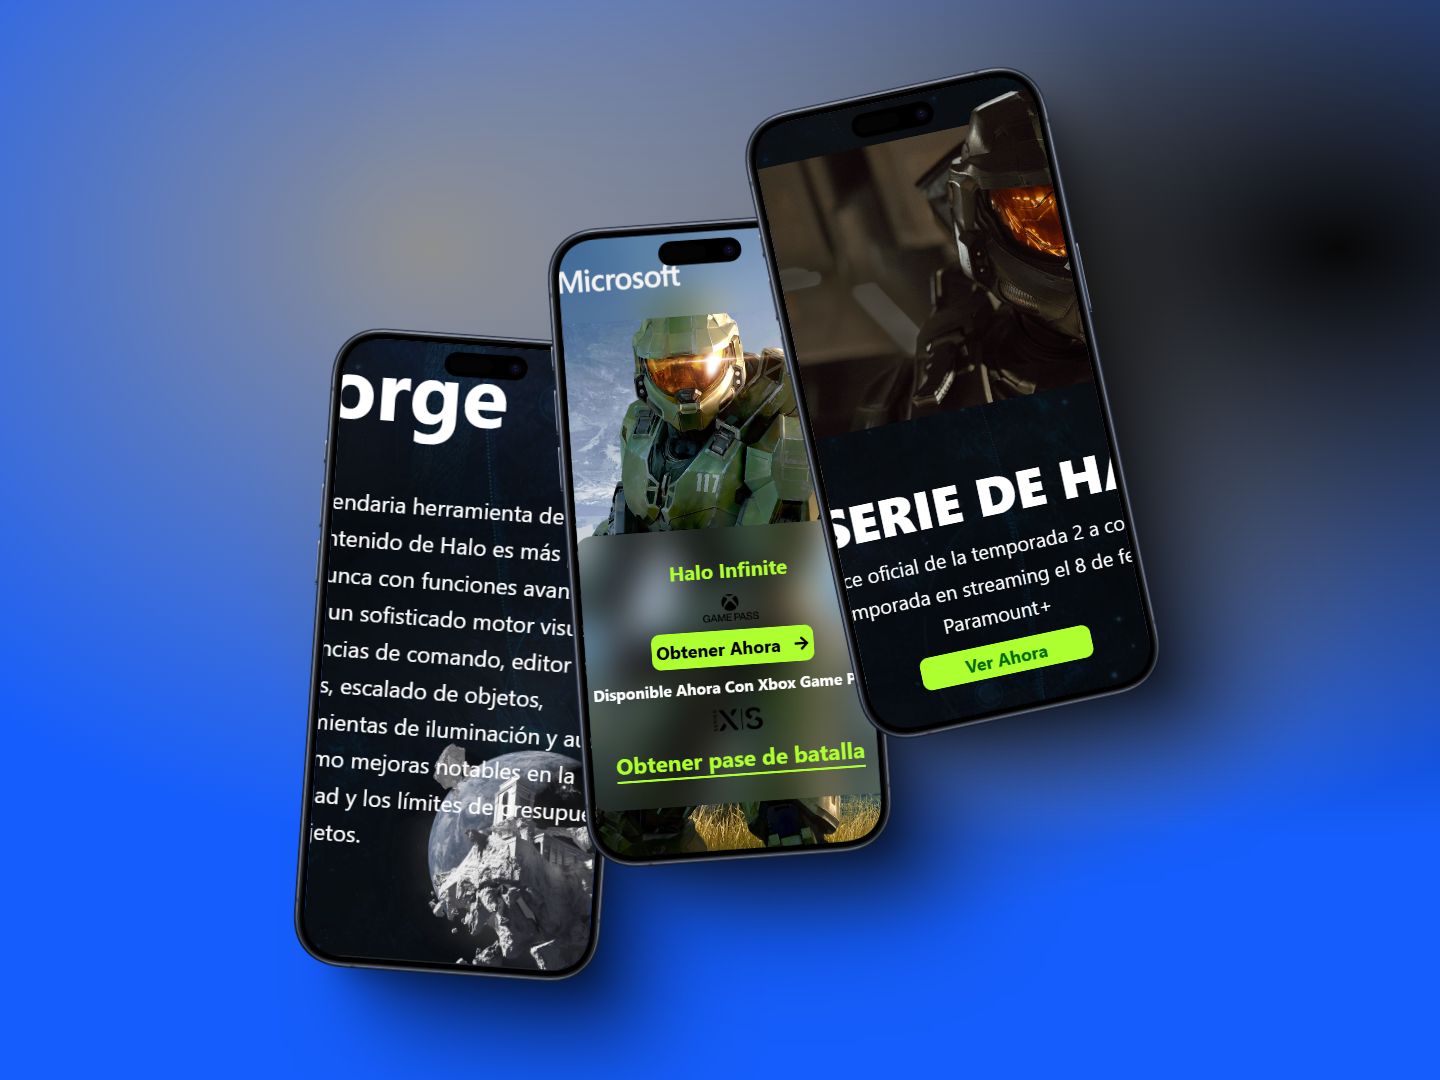 orge
endaria herramienta de
ntenido de Halo es más
unca con funciones avan
un sofisticado motor visu
ncias de comando, editor
s, escalado de objetos,
mientas de iluminación y au
mo mejoras notables en la
ad y los límites de presupue
jetos.
Microsoft
117
Halo Infinite
GAME PASS
Obtener Ahora
Disponible Ahora Con Xbox Game P
X|S
Obtener pase de batalla
SERIE DE HA
ce oficial de la temporada 2 a co
mporada en streaming el 8 de fe
Paramount+
Ver Ahora